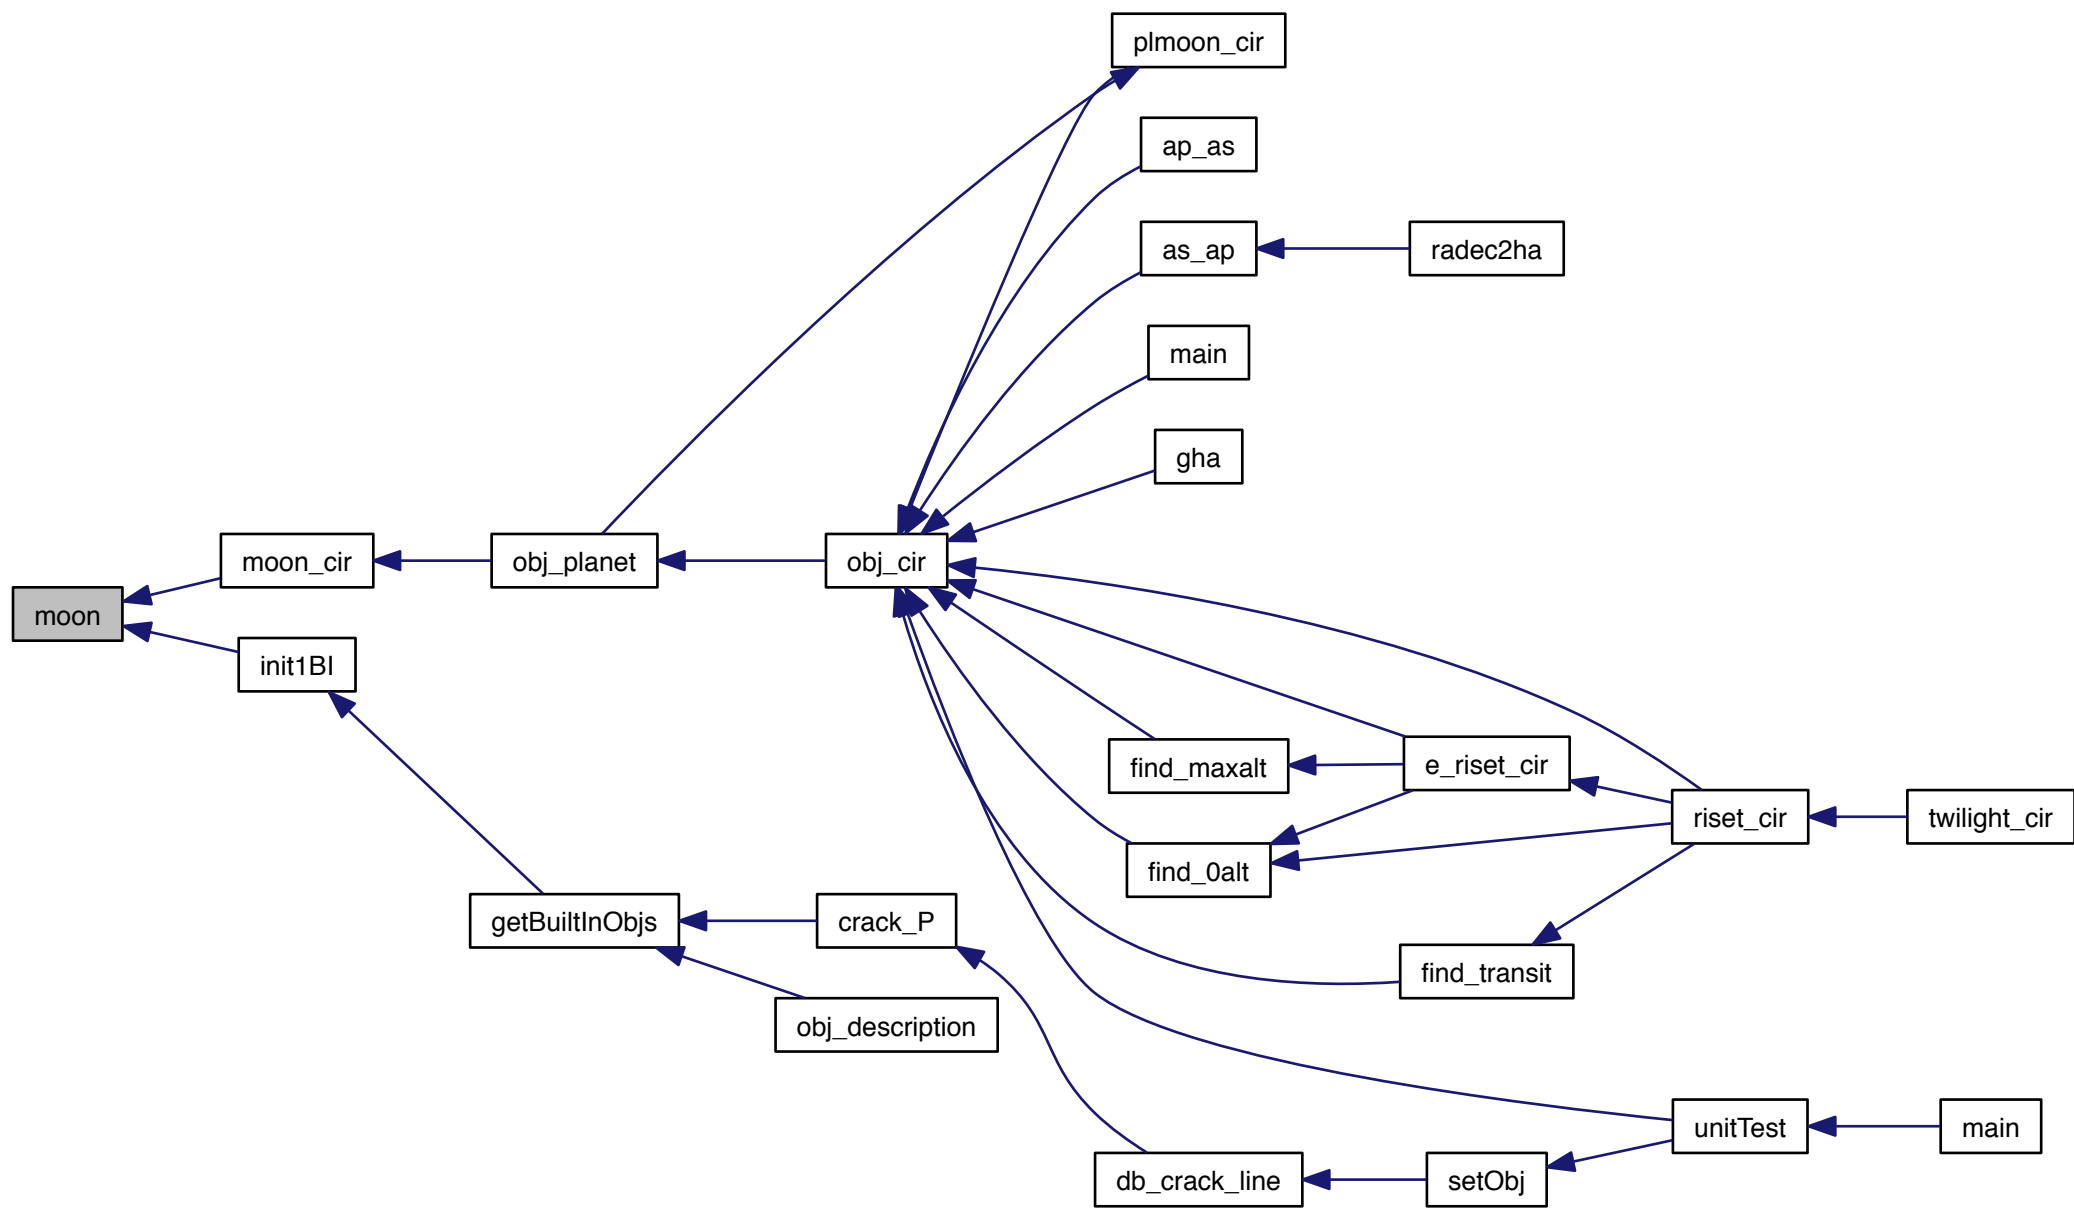 plmoon_cir
ap_as
as_ap
radec2ha
main
gha
moon_cir
obj_planet
obj_cir
moon
init1BI
find_maxalt
e_riset_cir
riset_cir
twilight_cir
find_0alt
getBuiltInObjs
crack_P
find_transit
obj_description
unitTest
main
db_crack_line
setObj